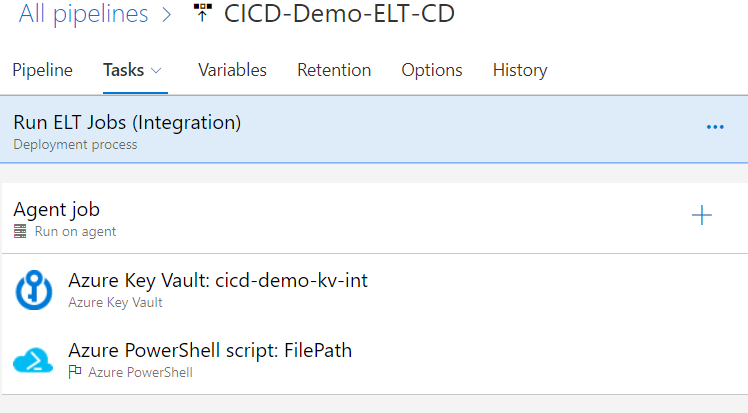 All pipelines > CICD-Demo-ELT-CD
Pipeline Tasks Variables Retention Options History
Run ELT Jobs (Integration)
Deployment process
Agent job
Run on agent
Azure Key Vault: cicd-demo-kv-int
Azure Key Vault
Azure PowerShell script: FilePath
Azure PowerShell